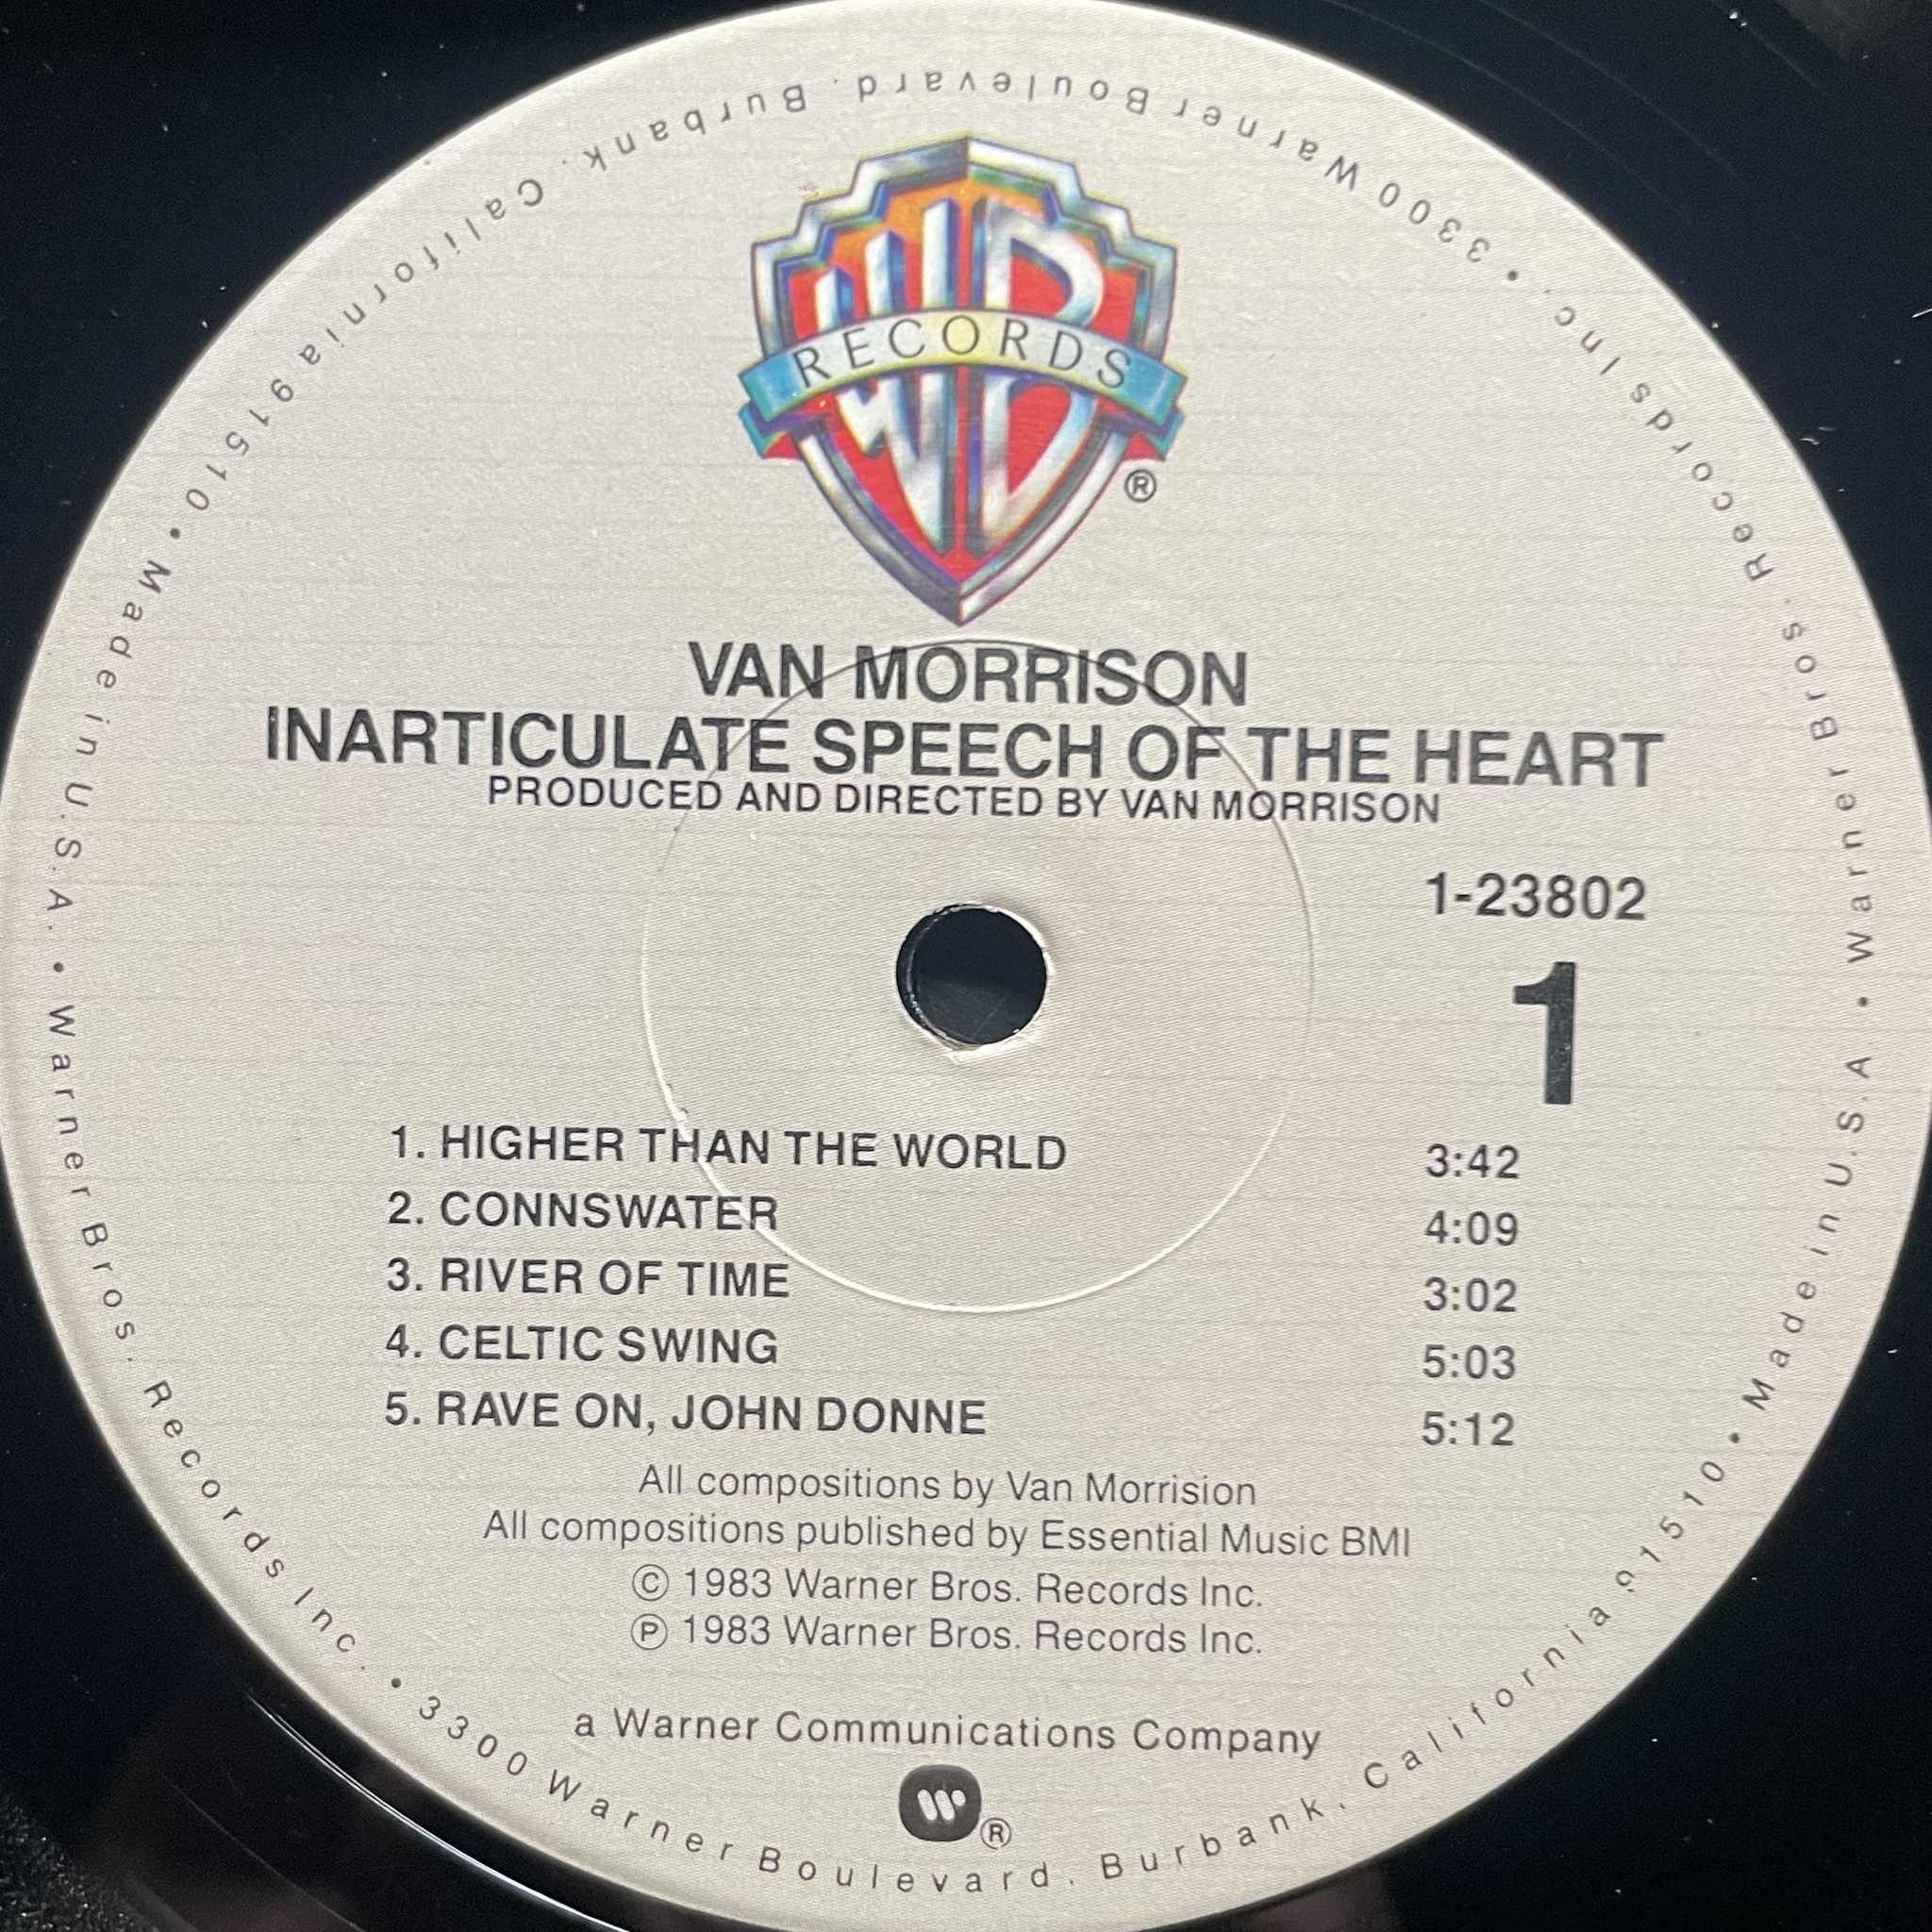 WB
RECORDS
®
VAN MORRISON
INARTICULATE SPEECH OF THE HEART
PRODUCED AND DIRECTED BY VAN MORRISON
1-23802
1
1. HIGHER THAN THE WORLD 3:42
2. CONNSWATER 4:09
3. RIVER OF TIME 3:02
4. CELTIC SWING 5:03
5. RAVE ON, JOHN DONNE 5:12
All compositions by Van Morrision
All compositions published by Essential Music BMI
© 1983 Warner Bros. Records Inc.
℗ 1983 Warner Bros. Records Inc.
a Warner Communications Company
W ®
Warner Bros. Records Inc. • 3300 Warner Boulevard. Burbank. California 91510 • Made in U.S.A. • Warner Bros. Records Inc. • 3300 Warner Boulevard. Burbank. California 91510 • Made in U.S.A. •